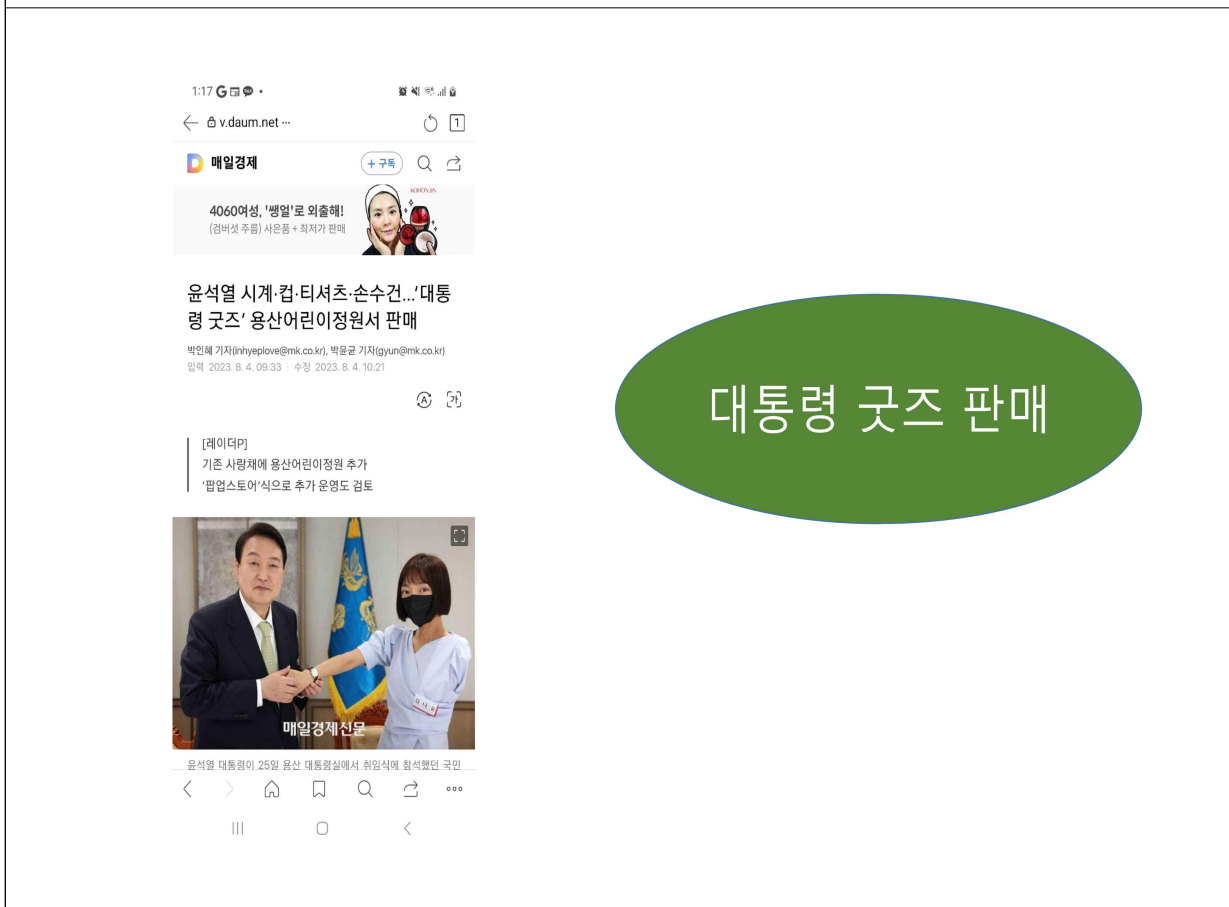 1:17 G
v.daum.net ···
1
매일경제
+ 구독
KOHONJIN
4060여성, '쌩얼'로 외출해!
(검버섯 주름) 사은품 + 최저가 판매
윤석열 시계·컵·티셔츠·손수건…'대통
령 굿즈' 용산어린이정원서 판매
박인혜 기자(inhyeplove@mk.co.kr), 박윤균 기자(gyun@mk.co.kr)
입력 2023. 8. 4. 09:33 | 수정 2023. 8. 4. 10:21
가
[레이더P]
기존 사랑채에 용산어린이정원 추가
'팝업스토어'식으로 추가 운영도 검토
매일경제신문
윤석열 대통령이 25일 용산 대통령실에서 취임식에 참석했던 국민
대통령 굿즈 판매